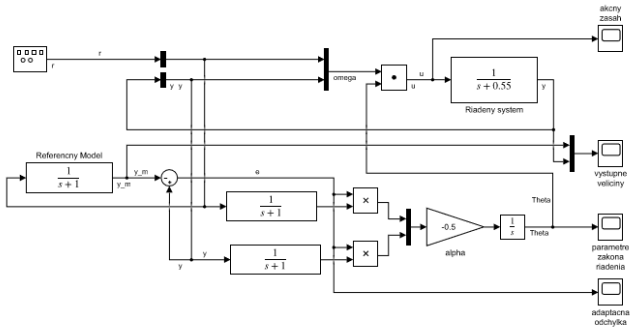 akcny
zasah
r
r
y y
omega
u
u
1
s + 0.55
y
Riadeny system
Referencny Model
1
s + 1
y_m
y_m
- +
e
vystupne
veliciny
1
s + 1
×
Theta
-0.5
alpha
1
s
Theta
parametre
zakona
riadenia
y
y
1
s + 1
×
adaptacna
odchylka